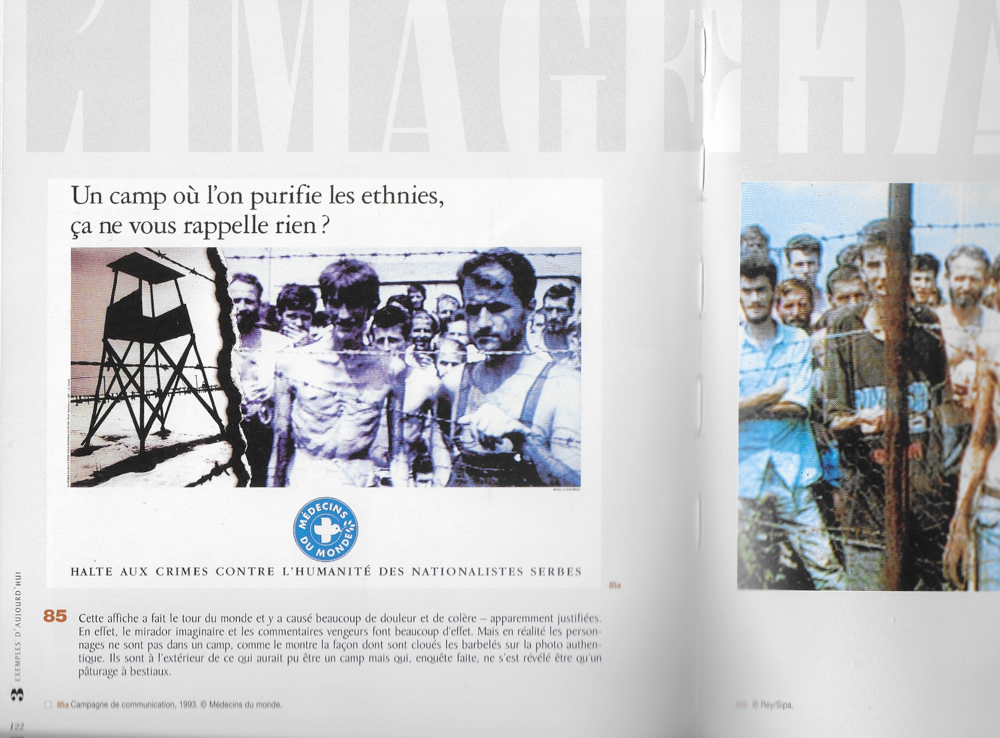 L'IMAGE DA
Un camp où l'on purifie les ethnies,
ça ne vous rappelle rien ?
MÉDECINS
DU MONDE
HALTE AUX CRIMES CONTRE L'HUMANITÉ DES NATIONALISTES SERBES
85a
85 Cette affiche a fait le tour du monde et y a causé beaucoup de douleur et de colère – apparemment justifiées.
En effet, le mirador imaginaire et les commentaires vengeurs font beaucoup d'effet. Mais en réalité les person-
nages ne sont pas dans un camp, comme le montre la façon dont sont cloués les barbelés sur la photo authen-
tique. Ils sont à l'extérieur de ce qui aurait pu être un camp mais qui, enquête faite, ne s'est révélé être qu'un
pâturage à bestiaux.
85a Campagne de communication, 1993. © Médecins du monde.
3 EXEMPLES D'AUJOURD'HUI
122
© Rey/Sipa.